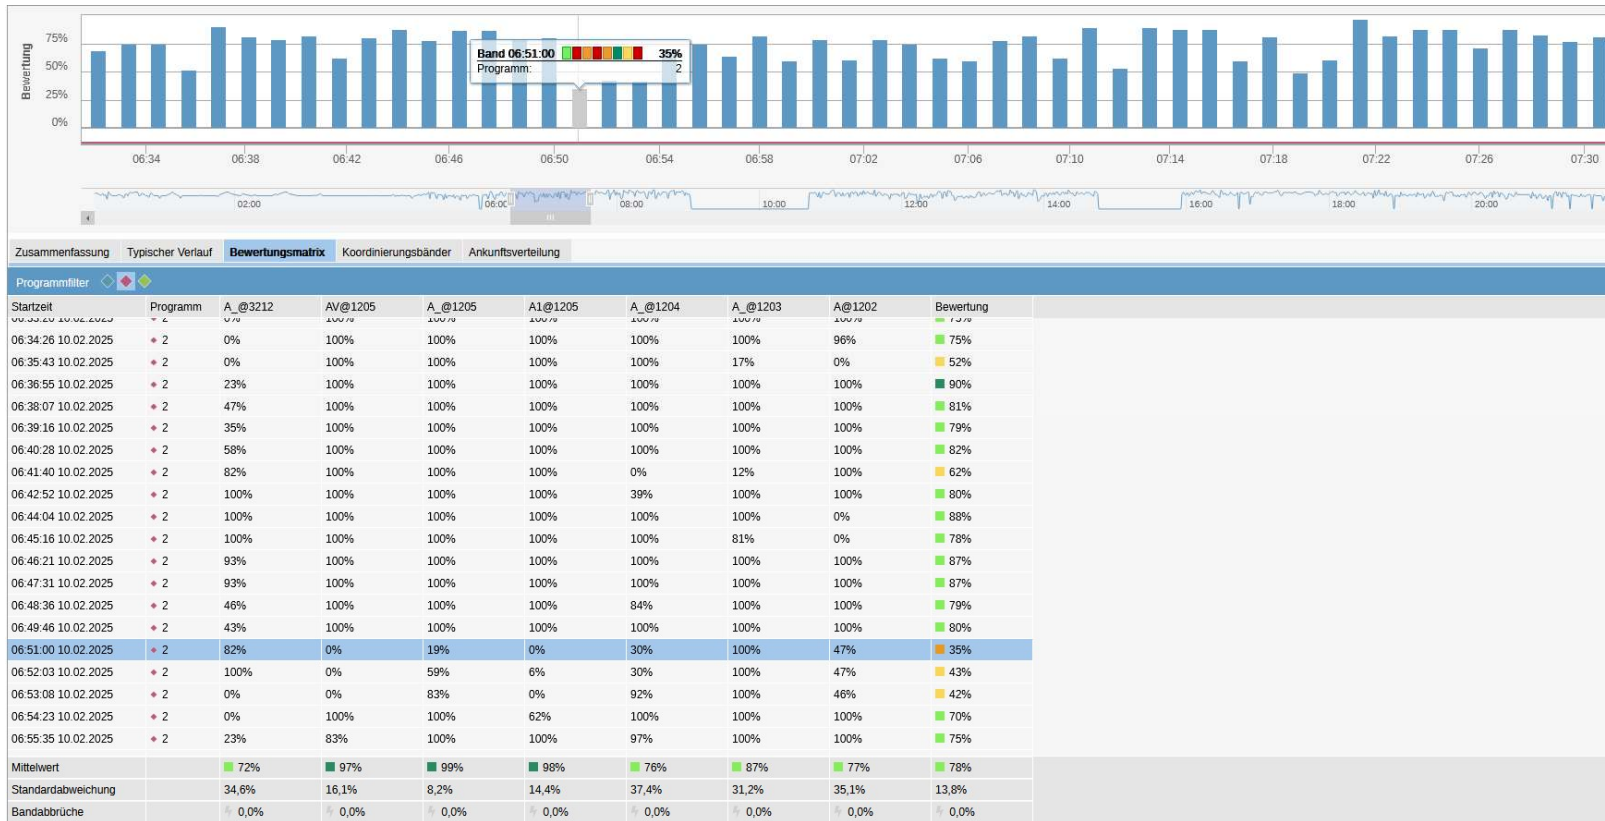 Bewertung
75%
50%
25%
0%
Band 06:51:00 35%
Programm: 2
06:34 06:38 06:42 06:46 06:50 06:54 06:58 07:02 07:06 07:10 07:14 07:18 07:22 07:26 07:30
02:00 06:00 08:00 10:00 12:00 14:00 16:00 18:00 20:00
Zusammenfassung Typischer Verlauf Bewertungsmatrix Koordinierungsbänder Ankunftsverteilung
Programmfilter
Startzeit Programm A_@3212 AV@1205 A_@1205 A1@1205 A_@1204 A_@1203 A@1202 Bewertung
06:33:20 10.02.2025 2 0% 100% 100% 100% 100% 100% 100% 75%
06:34:26 10.02.2025 2 0% 100% 100% 100% 100% 100% 96% 75%
06:35:43 10.02.2025 2 0% 100% 100% 100% 100% 17% 0% 52%
06:36:55 10.02.2025 2 23% 100% 100% 100% 100% 100% 100% 90%
06:38:07 10.02.2025 2 47% 100% 100% 100% 100% 100% 100% 81%
06:39:16 10.02.2025 2 35% 100% 100% 100% 100% 100% 100% 79%
06:40:28 10.02.2025 2 58% 100% 100% 100% 100% 100% 100% 82%
06:41:40 10.02.2025 2 82% 100% 100% 100% 0% 12% 100% 62%
06:42:52 10.02.2025 2 100% 100% 100% 100% 39% 100% 100% 80%
06:44:04 10.02.2025 2 100% 100% 100% 100% 100% 100% 0% 88%
06:45:16 10.02.2025 2 100% 100% 100% 100% 100% 81% 0% 78%
06:46:21 10.02.2025 2 93% 100% 100% 100% 100% 100% 100% 87%
06:47:31 10.02.2025 2 93% 100% 100% 100% 100% 100% 100% 87%
06:48:36 10.02.2025 2 46% 100% 100% 100% 84% 100% 100% 79%
06:49:46 10.02.2025 2 43% 100% 100% 100% 100% 100% 100% 80%
06:51:00 10.02.2025 2 82% 0% 19% 0% 30% 100% 47% 35%
06:52:03 10.02.2025 2 100% 0% 59% 6% 30% 100% 47% 43%
06:53:08 10.02.2025 2 0% 0% 83% 0% 92% 100% 46% 42%
06:54:23 10.02.2025 2 0% 100% 100% 62% 100% 100% 100% 70%
06:55:35 10.02.2025 2 23% 83% 100% 100% 97% 100% 100% 75%
Mittelwert 72% 97% 99% 98% 76% 87% 77% 78%
Standardabweichung 34,6% 16,1% 8,2% 14,4% 37,4% 31,2% 35,1% 13,8%
Bandabbrüche 0,0% 0,0% 0,0% 0,0% 0,0% 0,0% 0,0% 0,0%